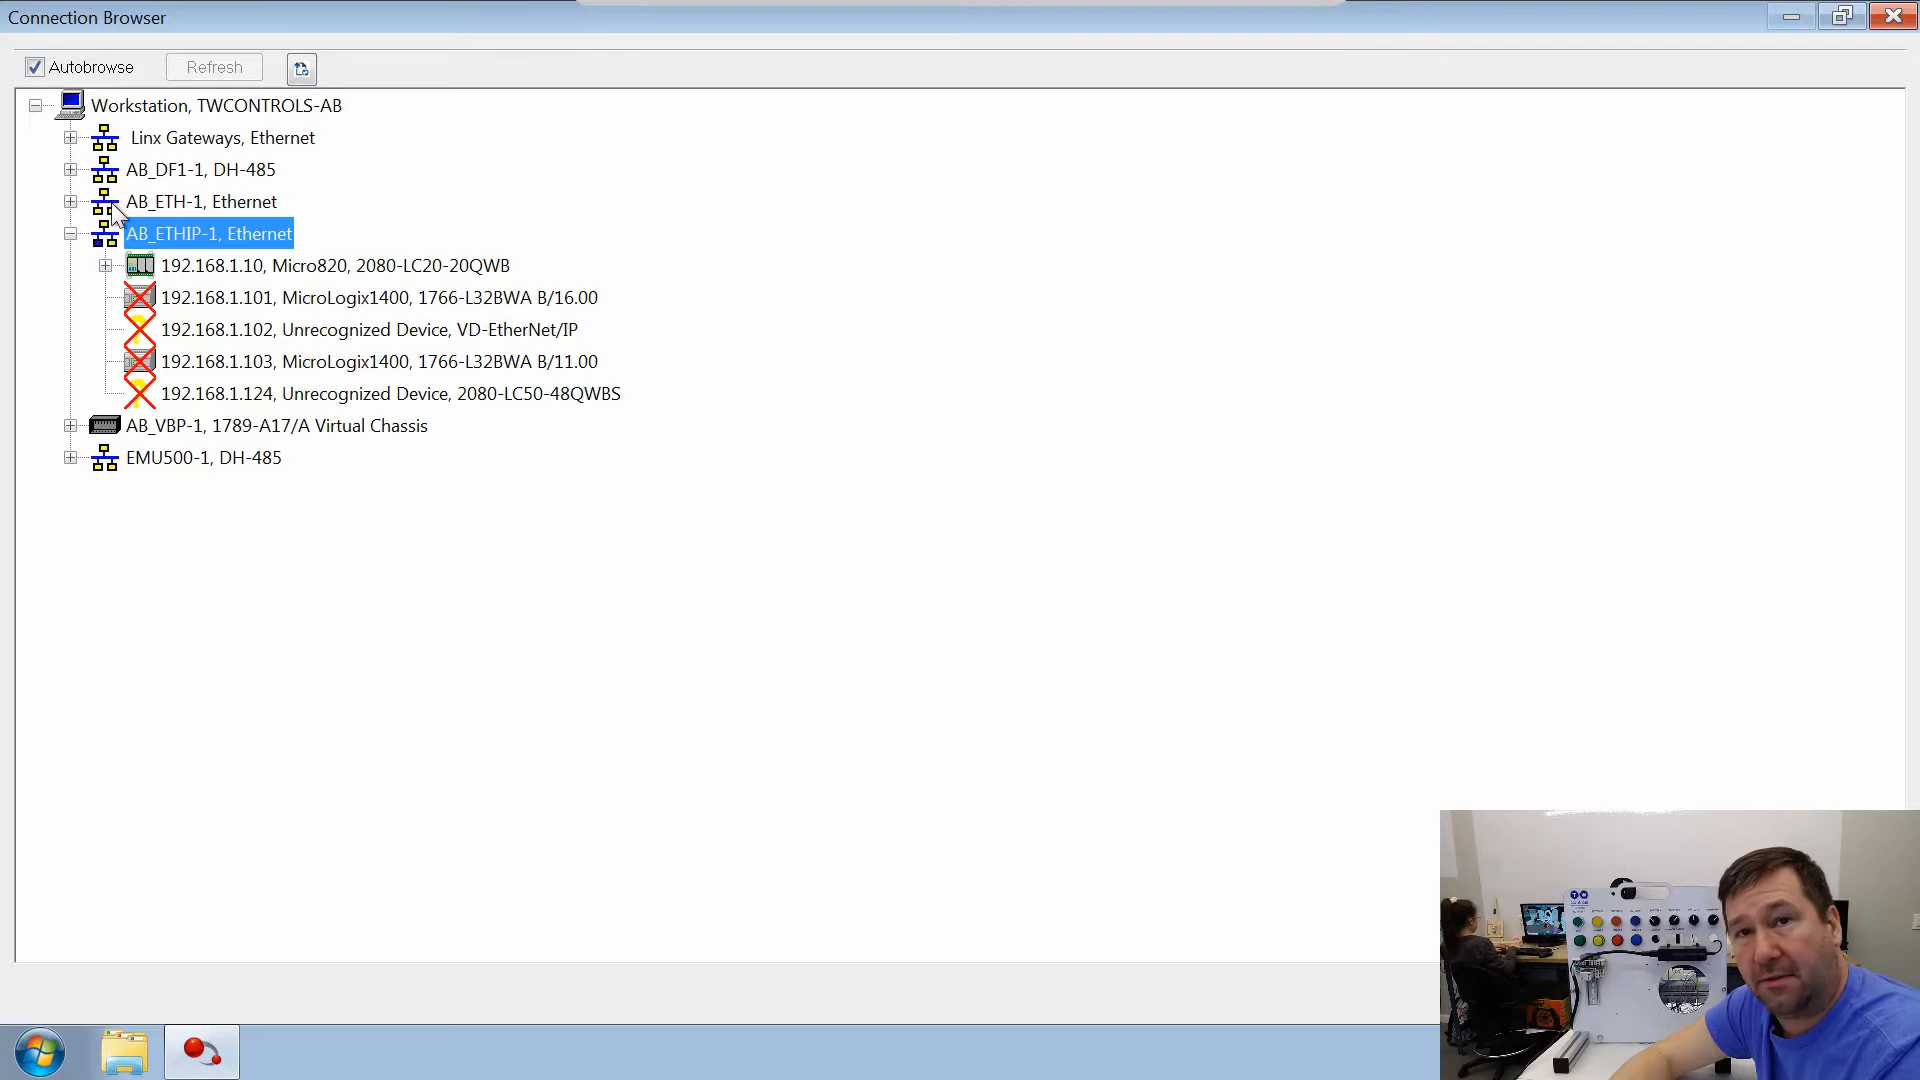 Connection Browser
Autobrowse
Refresh
Workstation, TWCONTROLS-AB
Linx Gateways, Ethernet
AB_DF1-1, DH-485
AB_ETH-1, Ethernet
AB_ETHIP-1, Ethernet
192.168.1.10, Micro820, 2080-LC20-20QWB
192.168.1.101, MicroLogix1400, 1766-L32BWA B/16.00
192.168.1.102, Unrecognized Device, VD-EtherNet/IP
192.168.1.103, MicroLogix1400, 1766-L32BWA B/11.00
192.168.1.124, Unrecognized Device, 2080-LC50-48QWBS
AB_VBP-1, 1789-A17/A Virtual Chassis
EMU500-1, DH-485